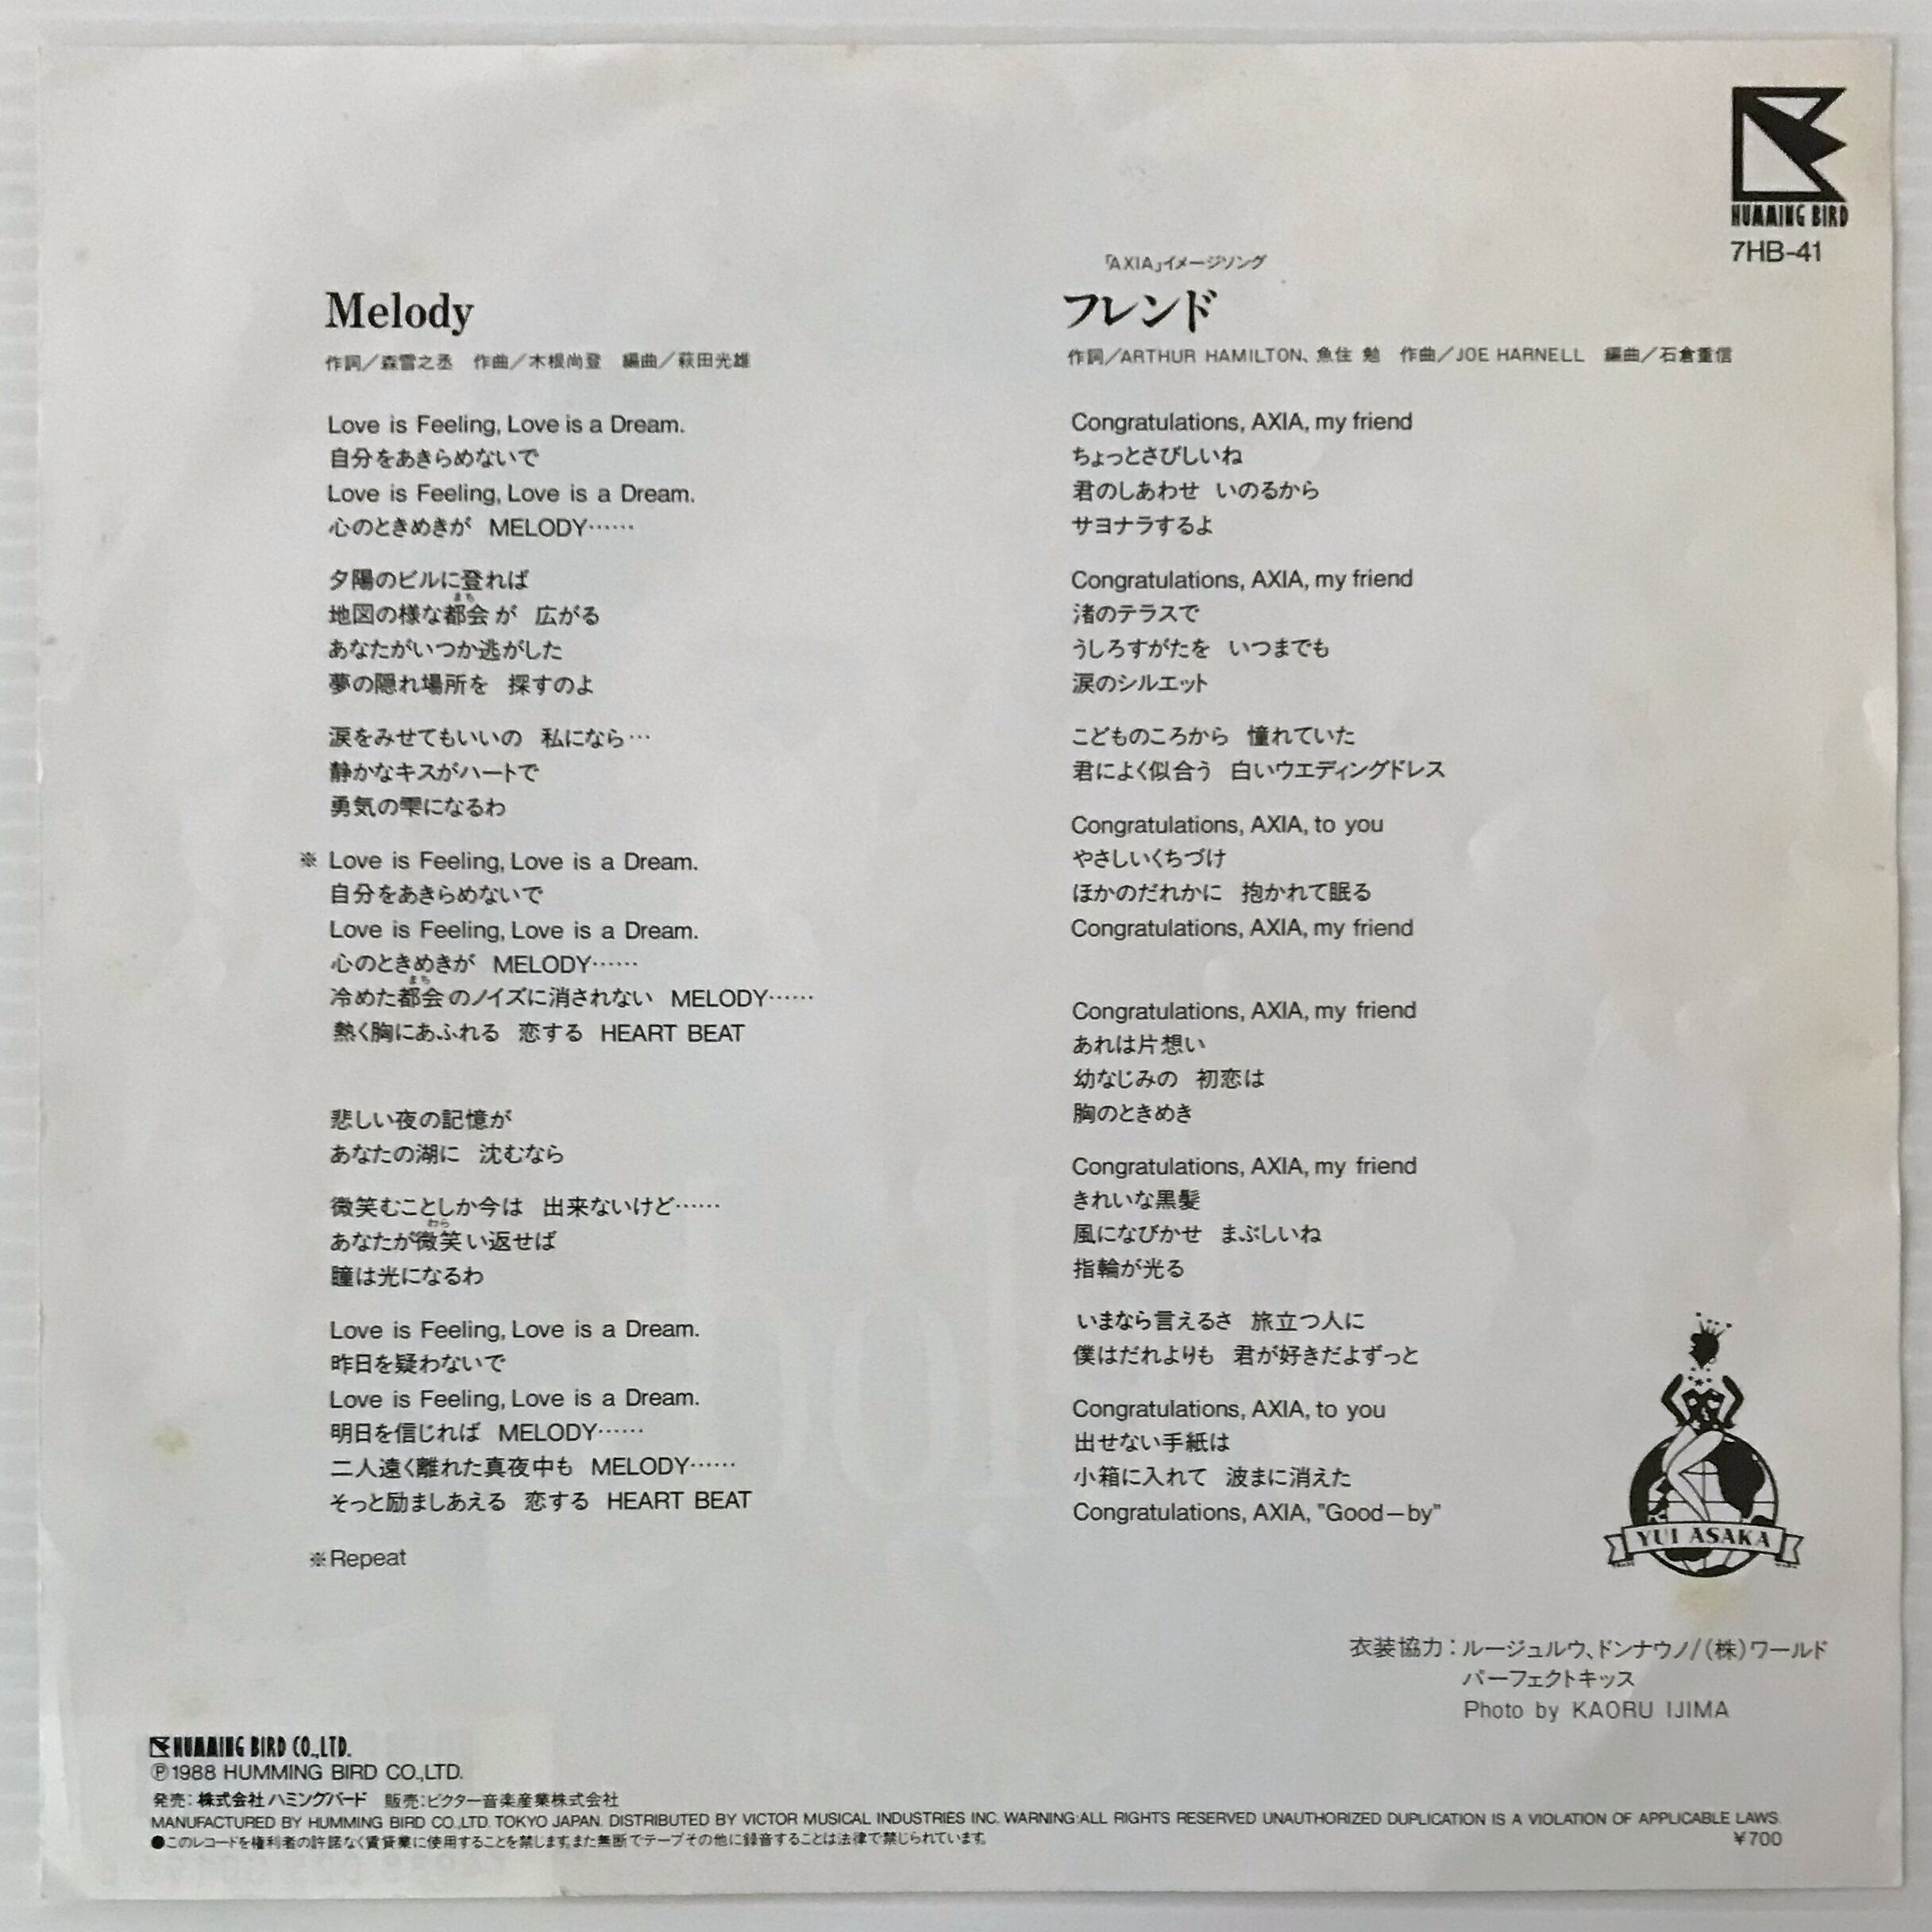 HUMMING BIRD
7HB-41
Melody
作詞／森雪之丞　作曲／木根尚登　編曲／萩田光雄
Love is Feeling, Love is a Dream.
自分をあきらめないで
Love is Feeling, Love is a Dream.
心のときめきが　MELODY……
夕陽のビルに登れば
まち
地図の様な都会が　広がる
あなたがいつか逃がした
夢の隠れ場所を　探すのよ
涙をみせてもいいの　私になら…
静かなキスがハートで
勇気の雫になるわ
※ Love is Feeling, Love is a Dream.
自分をあきらめないで
Love is Feeling, Love is a Dream.
心のときめきが　MELODY……
まち
冷めた都会のノイズに消されない　MELODY……
熱く胸にあふれる　恋する　HEART BEAT
悲しい夜の記憶が
あなたの湖に　沈むなら
微笑むことしか今は　出来ないけど……
わら
あなたが微笑い返せば
瞳は光になるわ
Love is Feeling, Love is a Dream.
昨日を疑わないで
Love is Feeling, Love is a Dream.
明日を信じれば　MELODY……
二人遠く離れた真夜中も　MELODY……
そっと励ましあえる　恋する　HEART BEAT
※Repeat
「AXIA」イメージソング
フレンド
作詞／ARTHUR HAMILTON、魚住 勉　作曲／JOE HARNELL　編曲／石倉重信
Congratulations, AXIA, my friend
ちょっとさびしいね
君のしあわせ　いのるから
サヨナラするよ
Congratulations, AXIA, my friend
渚のテラスで
うしろすがたを　いつまでも
涙のシルエット
こどものころから　憧れていた
君によく似合う　白いウエディングドレス
Congratulations, AXIA, to you
やさしいくちづけ
ほかのだれかに　抱かれて眠る
Congratulations, AXIA, my friend
Congratulations, AXIA, my friend
あれは片想い
幼なじみの　初恋は
胸のときめき
Congratulations, AXIA, my friend
きれいな黒髪
風になびかせ　まぶしいね
指輪が光る
いまなら言えるさ　旅立つ人に
僕はだれよりも　君が好きだよずっと
Congratulations, AXIA, to you
出せない手紙は
小箱に入れて　波まに消えた
Congratulations, AXIA, "Good-by"
YUI ASAKA
衣装協力：ルージュルウ、ドンナウノ/(株)ワールド
パーフェクトキッス
Photo by KAORU IJIMA
HUMMING BIRD CO.,LTD.
Ⓟ1988 HUMMING BIRD CO.,LTD.
発売：株式会社ハミングバード　販売：ビクター音楽産業株式会社
MANUFACTURED BY HUMMING BIRD CO.,LTD. TOKYO JAPAN. DISTRIBUTED BY VICTOR MUSICAL INDUSTRIES INC. WARNING:ALL RIGHTS RESERVED UNAUTHORIZED DUPLICATION IS A VIOLATION OF APPLICABLE LAWS.
●このレコードを権利者の許諾なく賃貸業に使用することを禁じます。また無断でテープその他に録音することは法律で禁じられています。
¥700